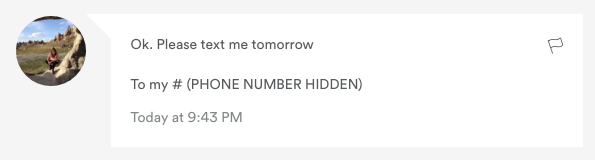 Ok. Please text me tomorrow
To my # (PHONE NUMBER HIDDEN)
Today at 9:43 PM